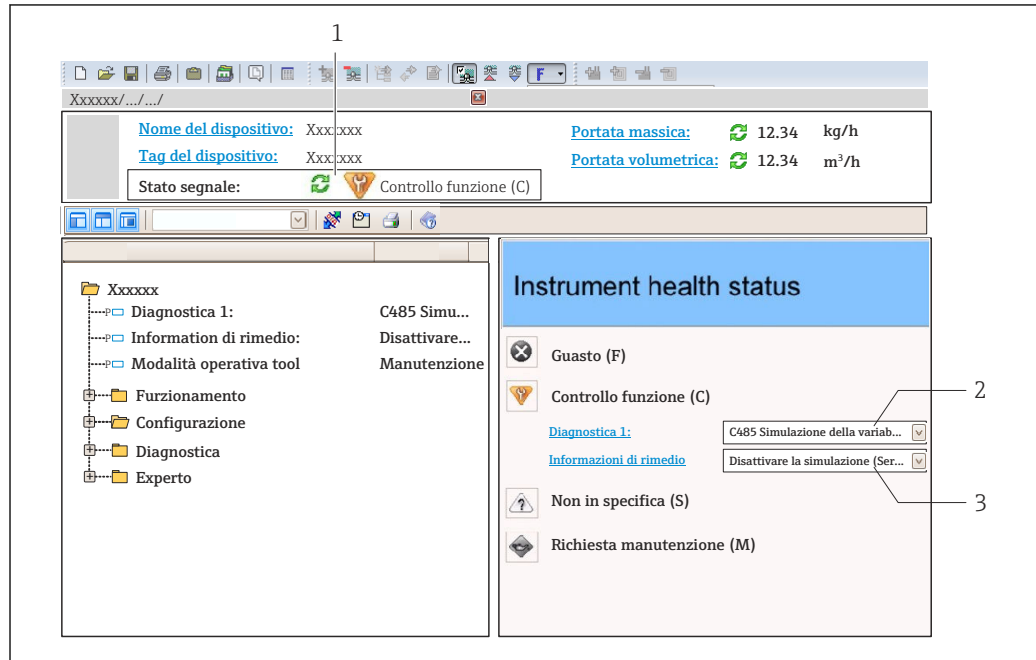 1
F
Xxxxxx/.../.../
Nome del dispositivo: Xxxxxxx Portata massica: 12.34 kg/h
Tag del dispositivo: Xxxxxxx Portata volumetrica: 12.34 m³/h
Stato segnale: Controllo funzione (C)
Xxxxxx
P Diagnostica 1: C485 Simu...
P Information di rimedio: Disattivare...
P Modalità operativa tool Manutenzione
Furzionamento
Configurazione
Diagnostica
Experto
Instrument health status
Guasto (F)
Controllo funzione (C)
Diagnostica 1: C485 Simulazione della variab... 2
Informazioni di rimedio Disattivare la simulazione (Ser...
Non in specifica (S) 3
Richiesta manutenzione (M)